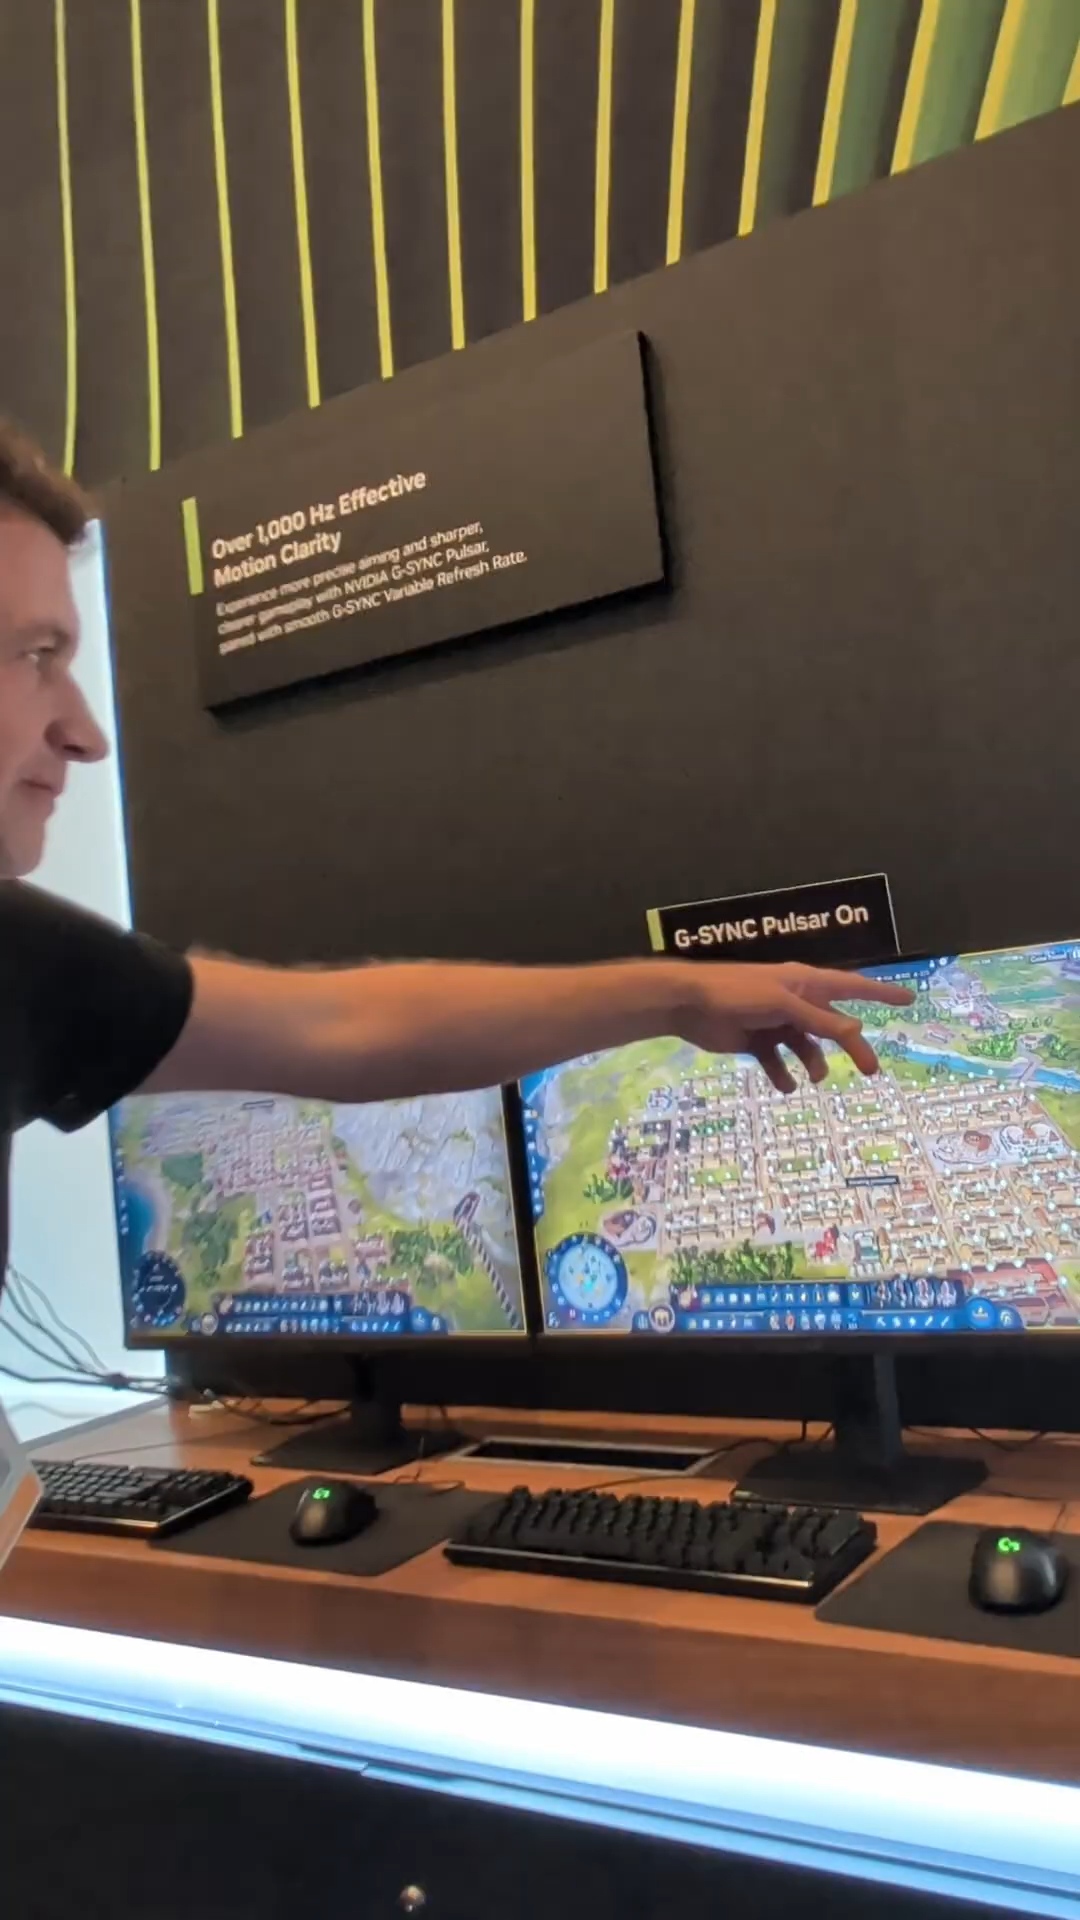 Over 1,000 Hz Effective
Motion Clarity
Experience more precise aiming and sharper,
clearer gameplay with NVIDIA G-SYNC Pulsar,
paired with smooth G-SYNC Variable Refresh Rate.
G-SYNC Pulsar On